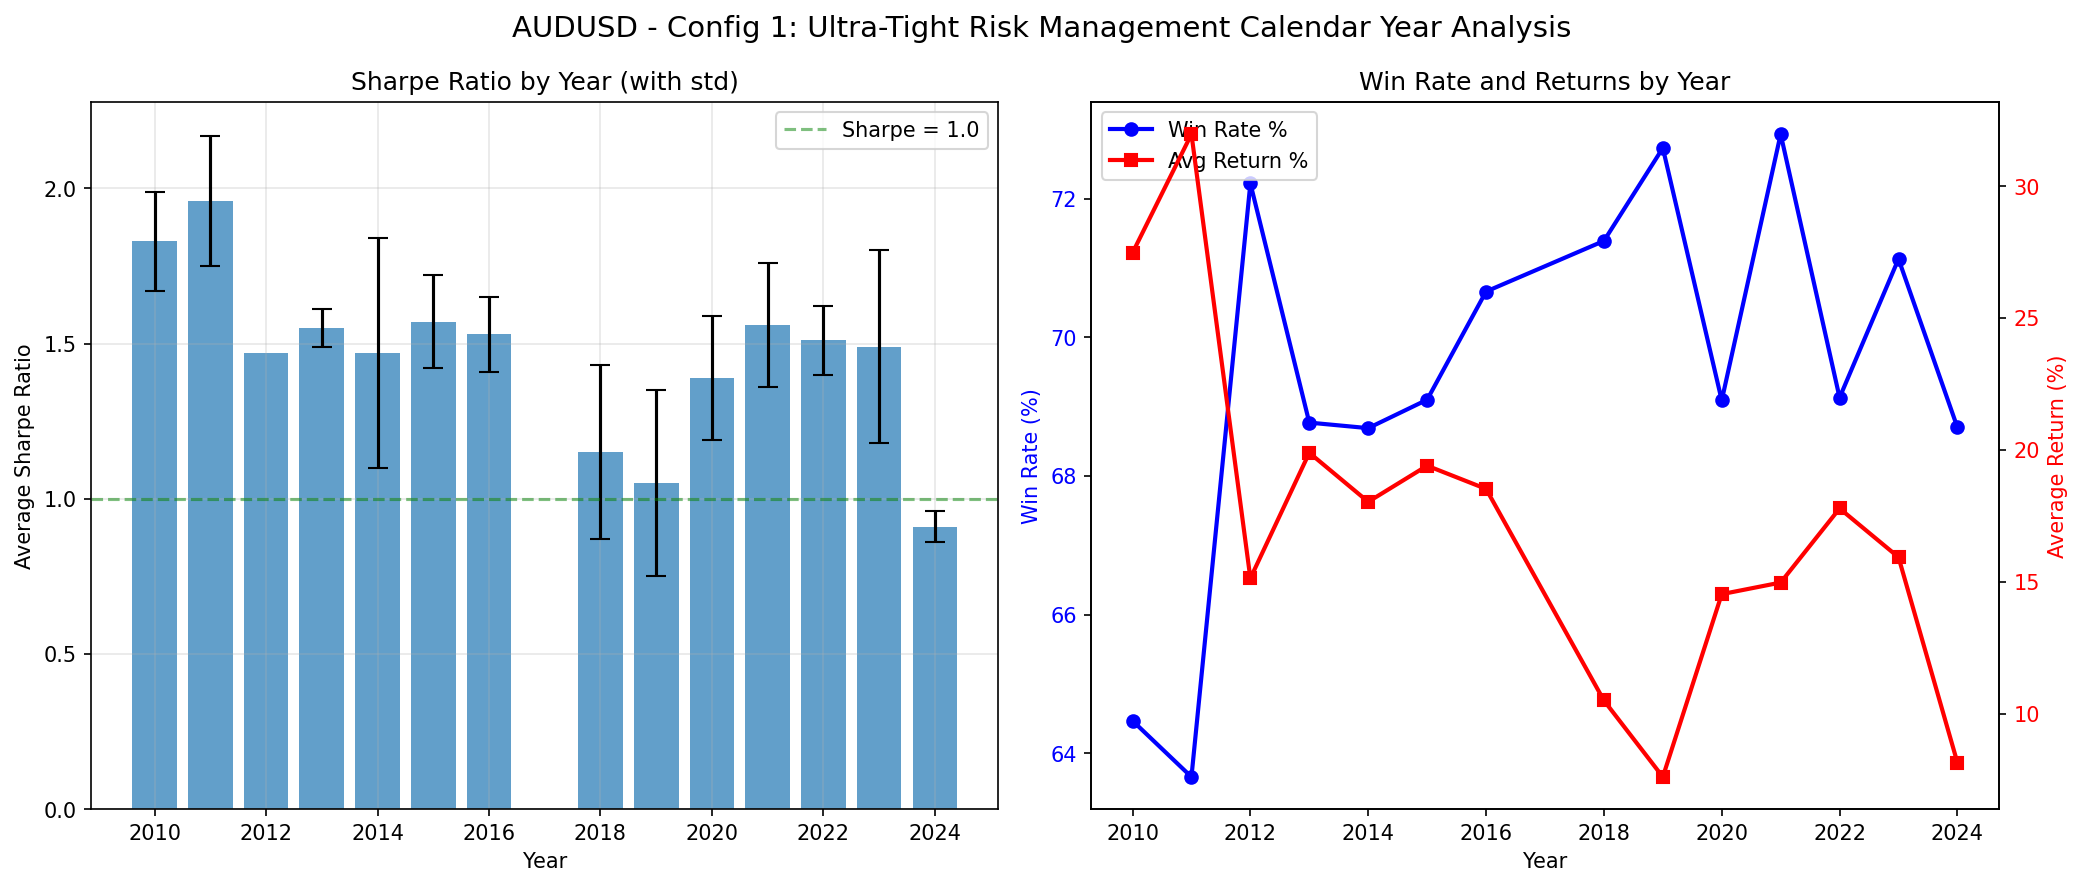 AUDUSD - Config 1: Ultra-Tight Risk Management Calendar Year Analysis
Sharpe Ratio by Year (with std)
Sharpe = 1.0
Average Sharpe Ratio
2.0
1.5
1.0
0.5
0.0
2010 2012 2014 2016 2018 2020 2022 2024
Year
Win Rate and Returns by Year
Win Rate %
Avg Return %
Win Rate (%)
72
70
68
66
64
30
25
20
15
10
Average Return (%)
2010 2012 2014 2016 2018 2020 2022 2024
Year